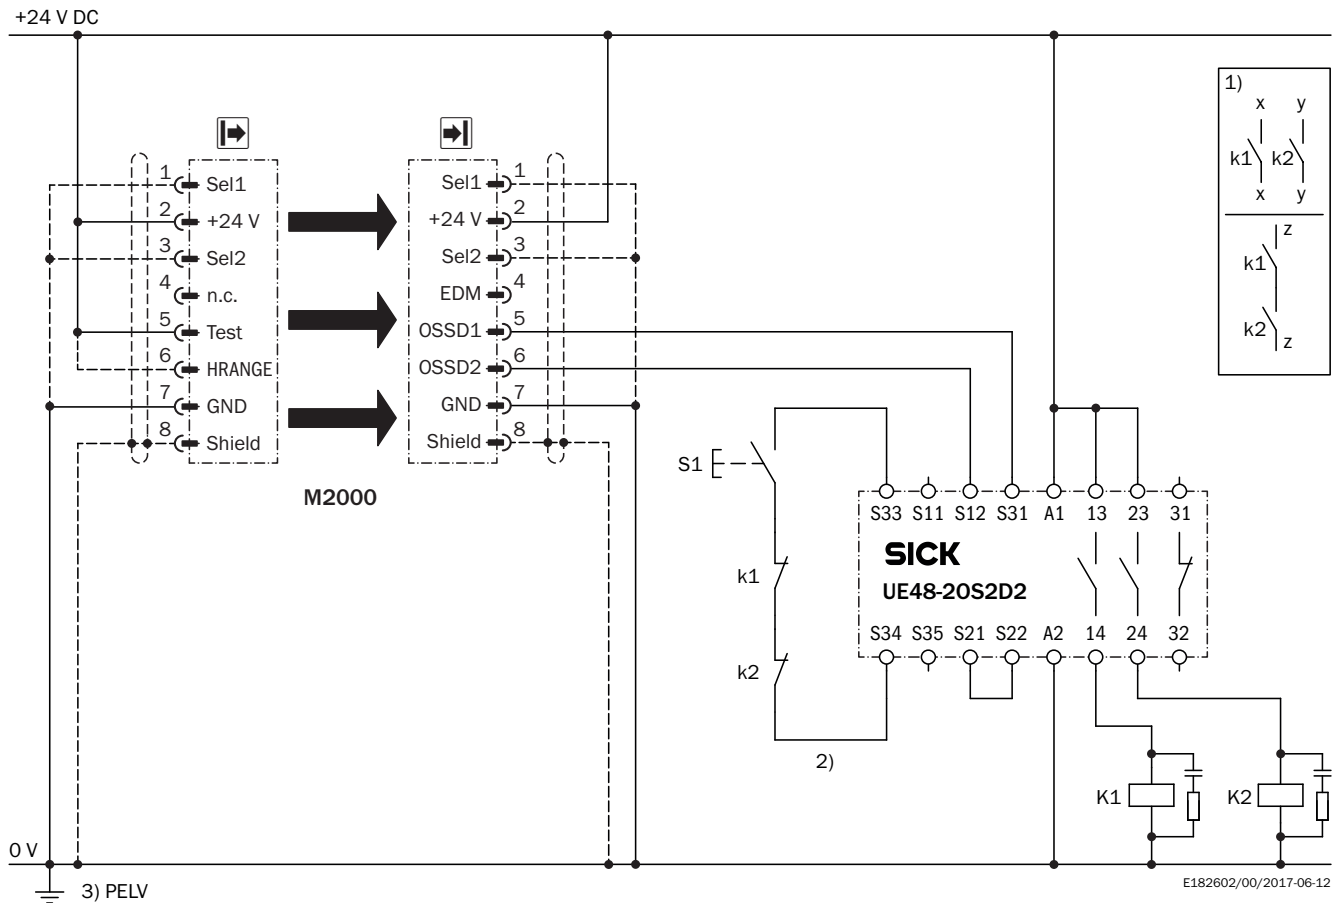 +24 V DC
1)
x y
k1 k2
x y
z
k1
k2
z
1 Sel1
2 +24 V
3 Sel2
4 n.c.
5 Test
6 HRANGE
7 GND
8 Shield
Sel1 1
+24 V 2
Sel2 3
EDM 4
OSSD1 5
OSSD2 6
GND 7
Shield 8
M2000
S1
k1
k2
2)
S33 S11 S12 S31 A1 13 23 31
SICK
UE48-2OS2D2
S34 S35 S21 S22 A2 14 24 32
K1 K2
0 V
3) PELV
E182602/00/2017-06-12